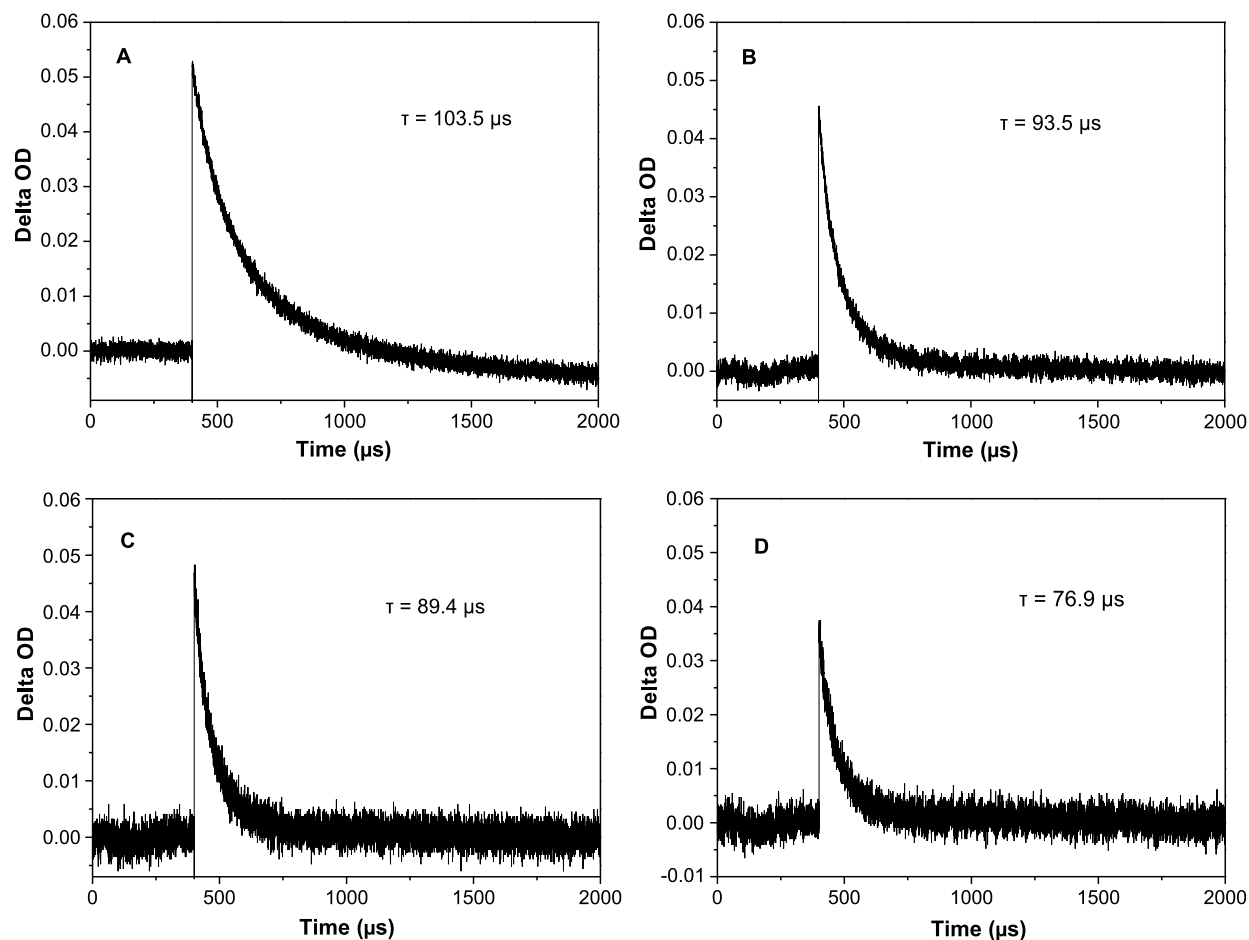 A
τ = 103.5 µs
0.06
0.05
0.04
0.03
0.02
0.01
0.00
Delta OD
0 500 1000 1500 2000
Time (µs)
B
τ = 93.5 µs
0.06
0.05
0.04
0.03
0.02
0.01
0.00
Delta OD
0 500 1000 1500 2000
Time (µs)
C
τ = 89.4 µs
0.06
0.05
0.04
0.03
0.02
0.01
0.00
Delta OD
0 500 1000 1500 2000
Time (µs)
D
τ = 76.9 µs
0.06
0.05
0.04
0.03
0.02
0.01
0.00
-0.01
Delta OD
0 500 1000 1500 2000
Time (µs)